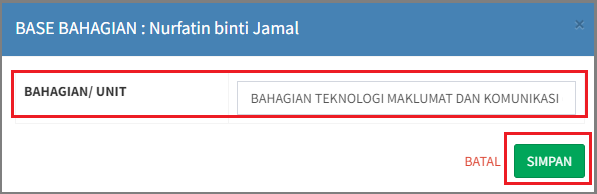 BASE BAHAGIAN : Nurfatin binti Jamal ×
BAHAGIAN/ UNIT BAHAGIAN TEKNOLOGI MAKLUMAT DAN KOMUNIKASI
BATAL SIMPAN